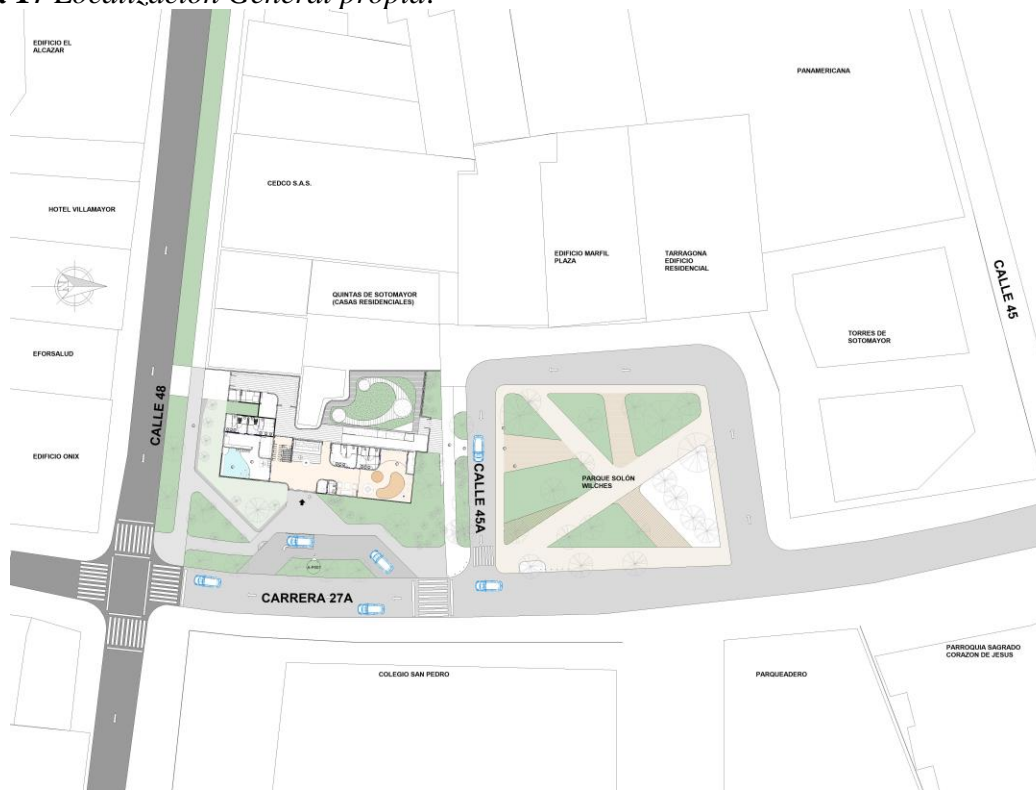 Localización General propia.
EDIFICIO EL
ALCAZAR
PANAMERICANA
CEDCO S.A.S.
HOTEL VILLAMAYOR
EDIFICIO MARFIL
PLAZA
TARRAGONA
EDIFICIO
RESIDENCIAL
CALLE 45
QUINTAS DE SOTOMAYOR
(CASAS RESIDENCIALES)
TORRES DE
SOTOMAYOR
EFORSALUD
CALLE 48
EDIFICIO ONIX
CALLE 45A
PARQUE SOLÓN
WILCHES
CARRERA 27A
PARROQUIA SAGRADO
CORAZON DE JESUS
COLEGIO SAN PEDRO
PARQUEADERO